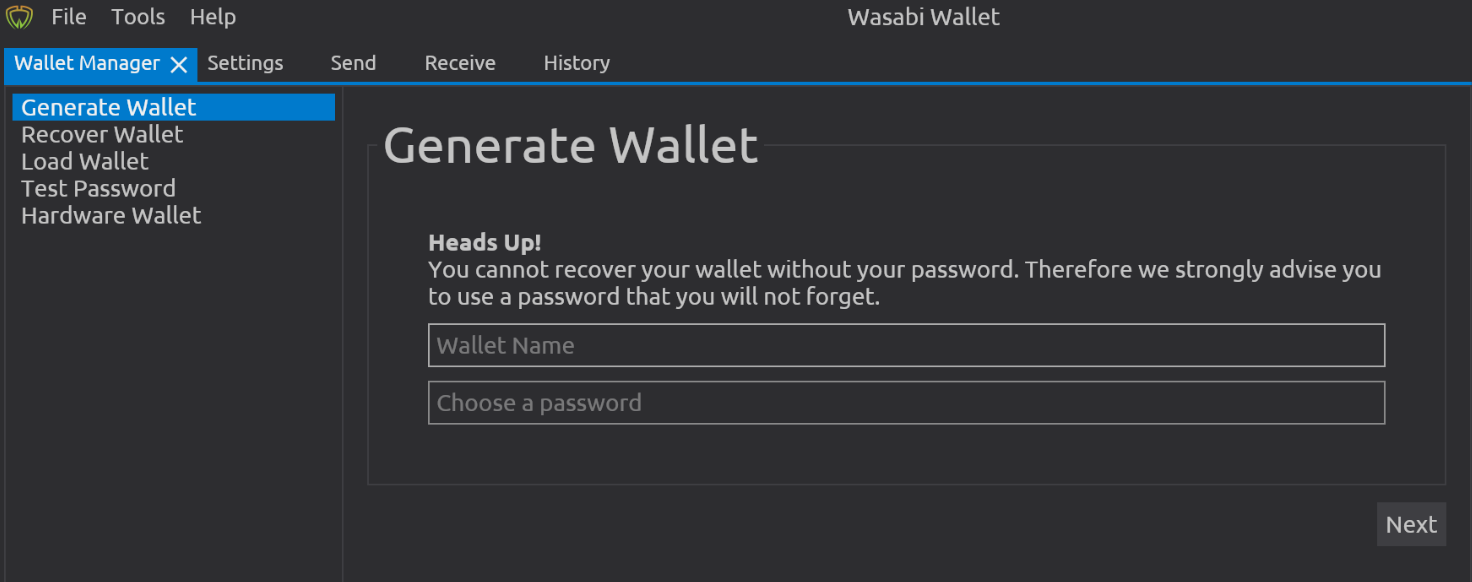 File Tools Help Wasabi Wallet
Wallet Manager Settings Send Receive History
Generate Wallet
Recover Wallet
Load Wallet
Test Password
Hardware Wallet
Generate Wallet
Heads Up!
You cannot recover your wallet without your password. Therefore we strongly advise you
to use a password that you will not forget.
Wallet Name
Choose a password
Next